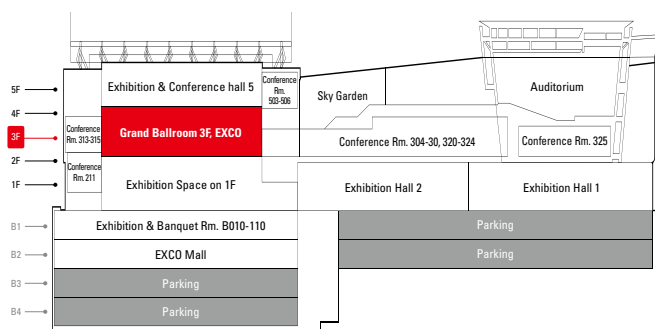 5F
4F
3F
2F
1F
B1
B2
B3
B4
Exhibition & Conference hall 5
Conference
Rm.
503-506
Sky Garden
Auditorium
Conference
Rm. 313-315
Grand Ballroom 3F, EXCO
Conference Rm. 304-30, 320-324
Conference Rm. 325
Conference
Rm. 211
Exhibition Space on 1F
Exhibition Hall 2
Exhibition Hall 1
Exhibition & Banquet Rm. B010-110
Parking
EXCO Mall
Parking
Parking
Parking